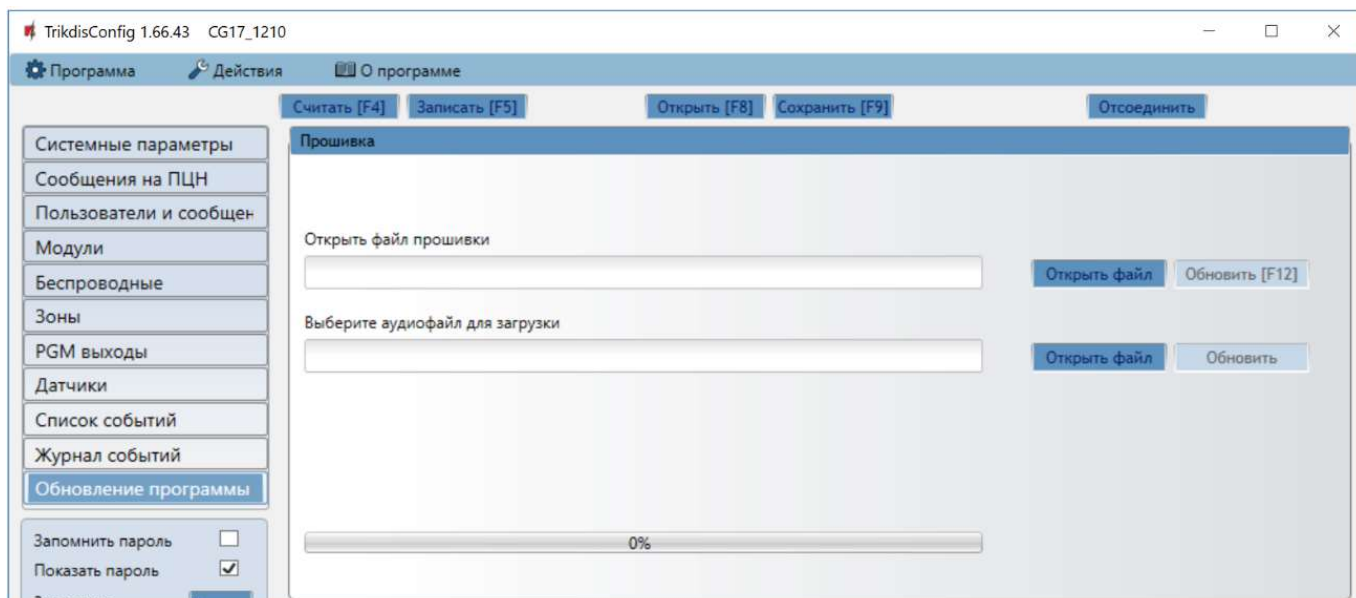 TrikdisConfig 1.66.43 CG17_1210
Программа Действия О программе
Считать [F4] Записать [F5] Открыть [F8] Сохранить [F9] Отсоединить
Системные параметры
Сообщения на ПЦН
Пользователи и сообщен
Модули
Беспроводные
Зоны
PGM выходы
Датчики
Список событий
Журнал событий
Обновление программы
Запомнить пароль
Показать пароль
Прошивка
Открыть файл прошивки
Открыть файл Обновить [F12]
Выберите аудиофайл для загрузки
Открыть файл Обновить
0%